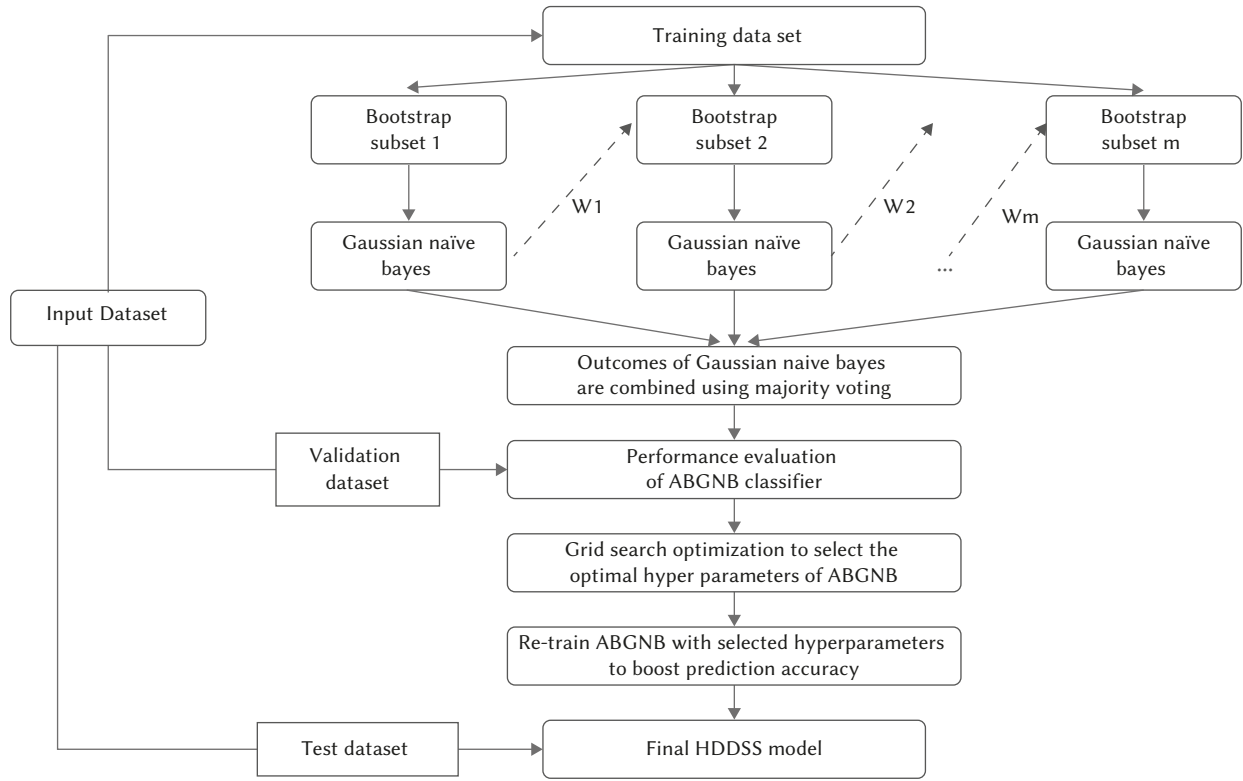 Training data set
Bootstrap
subset 1
Bootstrap
subset 2
Bootstrap
subset m
W1
W2
Wm
Gaussian naïve
bayes
Gaussian naïve
bayes
...
Gaussian naïve
bayes
Input Dataset
Outcomes of Gaussian naive bayes
are combined using majority voting
Validation
dataset
Performance evaluation
of ABGNB classifier
Grid search optimization to select the
optimal hyper parameters of ABGNB
Re-train ABGNB with selected hyperparameters
to boost prediction accuracy
Test dataset
Final HDDSS model